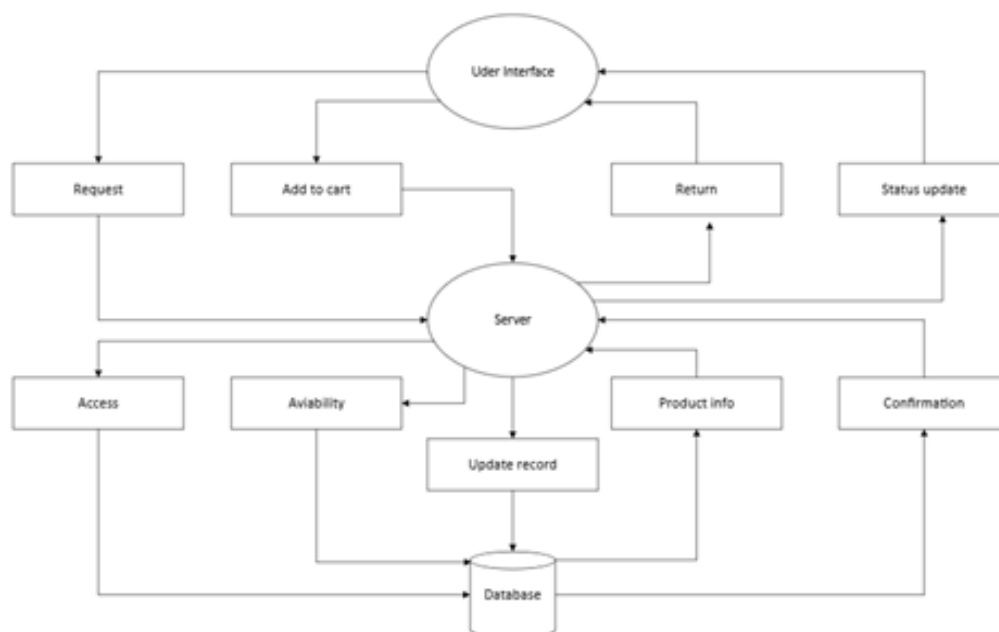 Uder Interface
Request
Add to cart
Return
Status update
Server
Access
Aviability
Product info
Confirmation
Update record
Database